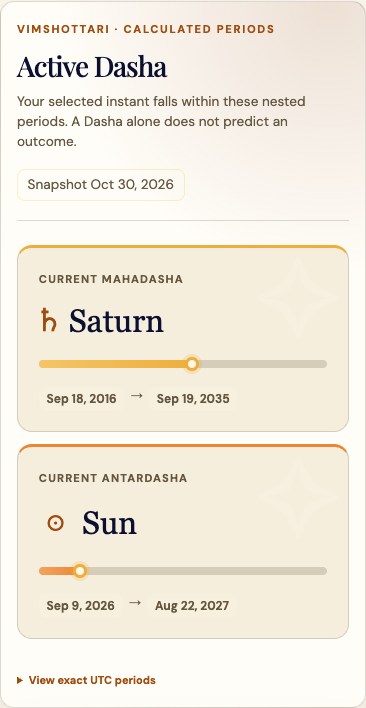 VIMSHOTTARI · CALCULATED PERIODS
Active Dasha
Your selected instant falls within these nested
periods. A Dasha alone does not predict an
outcome.
Snapshot Oct 30, 2026
CURRENT MAHADASHA
♄ Saturn
Sep 18, 2016 → Sep 19, 2035
CURRENT ANTARDASHA
☉ Sun
Sep 9, 2026 → Aug 22, 2027
▶ View exact UTC periods